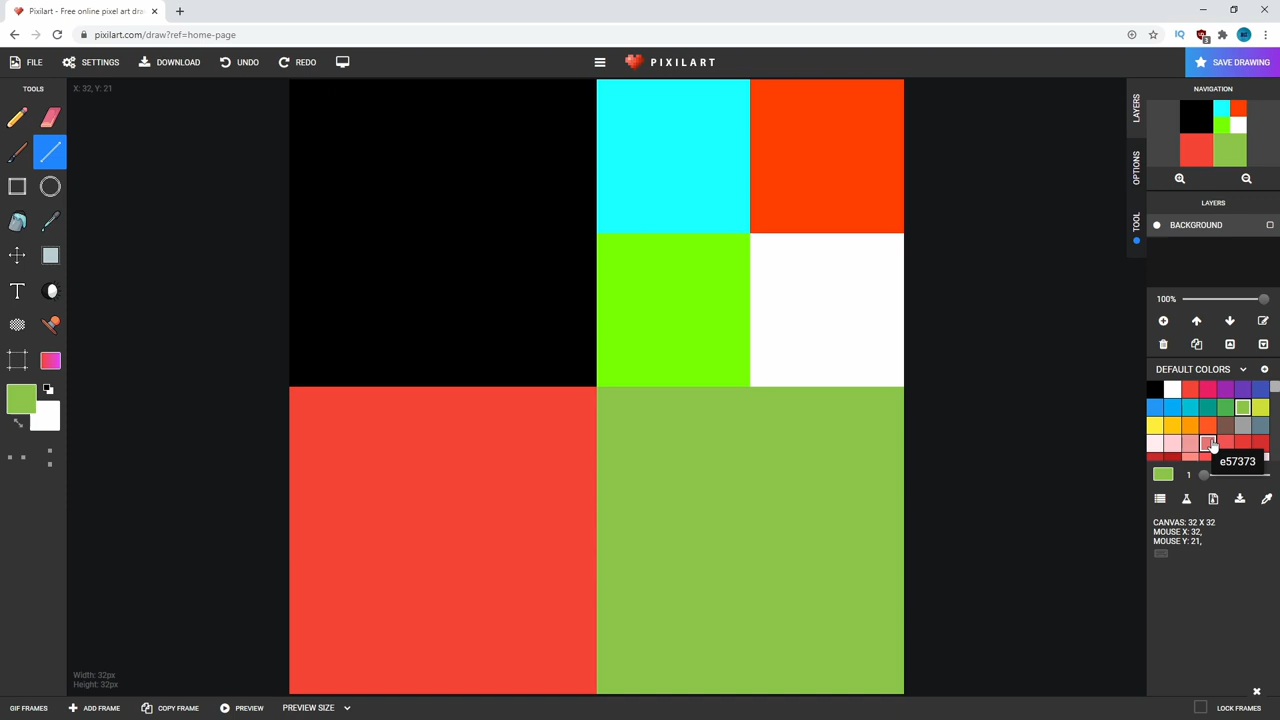 Pixilart - Free online pixel art dra
pixilart.com/draw?ref=home-page
IQ
3
FILE
SETTINGS
DOWNLOAD
UNDO
REDO
PIXILART
SAVE DRAWING
TOOLS
X: 32, Y: 21
LAYERS
OPTIONS
TOOL
NAVIGATION
LAYERS
BACKGROUND
100%
DEFAULT COLORS
e57373
1
CANVAS: 32 X 32
MOUSE X: 32,
MOUSE Y: 21,
Width: 32px
Height: 32px
GIF FRAMES
ADD FRAME
COPY FRAME
PREVIEW
PREVIEW SIZE
LOCK FRAMES